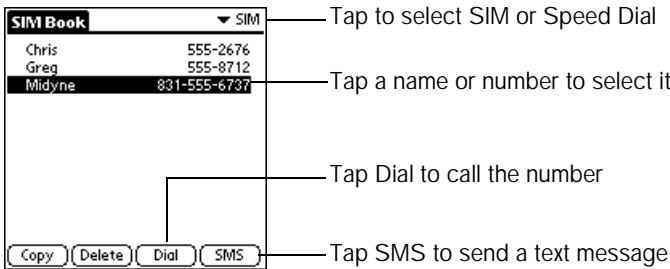 SIM Book ▼ SIM
Tap to select SIM or Speed Dial
Chris 555-2676
Greg 555-8712
Midyne 831-555-6737
Tap a name or number to select it
Tap Dial to call the number
Copy Delete Dial SMS
Tap SMS to send a text message